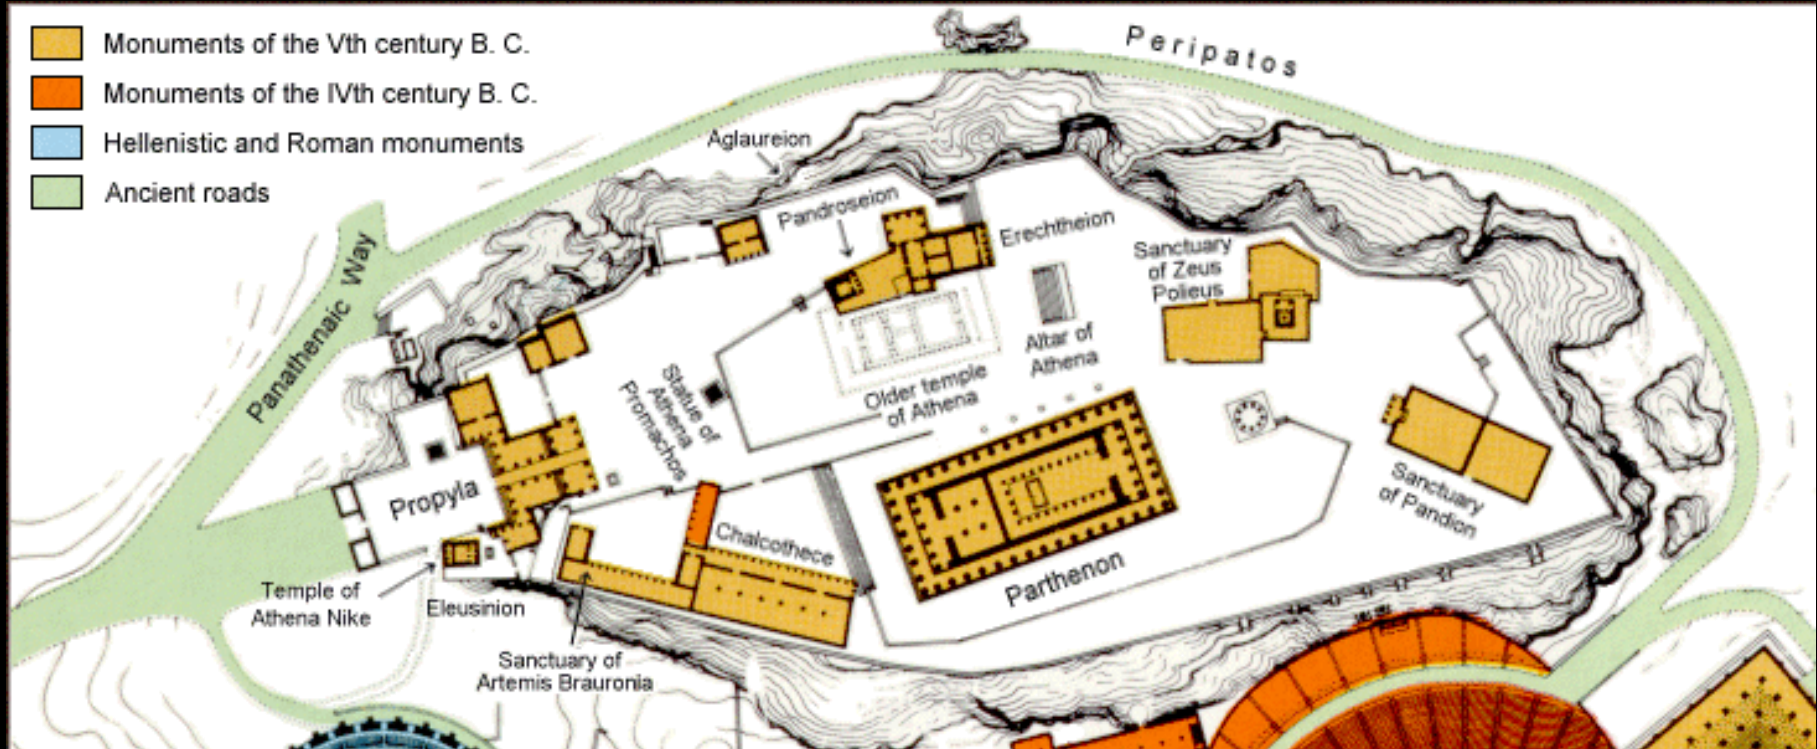 Monuments of the Vth century B. C.
Monuments of the IVth century B. C.
Hellenistic and Roman monuments
Ancient roads
Peripatos
Aglaureion
Pandroseion
Erechtheion
Sanctuary
of Zeus
Polieus
Panathenaic Way
Altar of
Athena
Statue of
Athena
Promachos
Older temple
of Athena
Propyla
Sanctuary
of Pandion
Chalcothece
Parthenon
Temple of
Athena Nike
Eleusinion
Sanctuary of
Artemis Brauronia